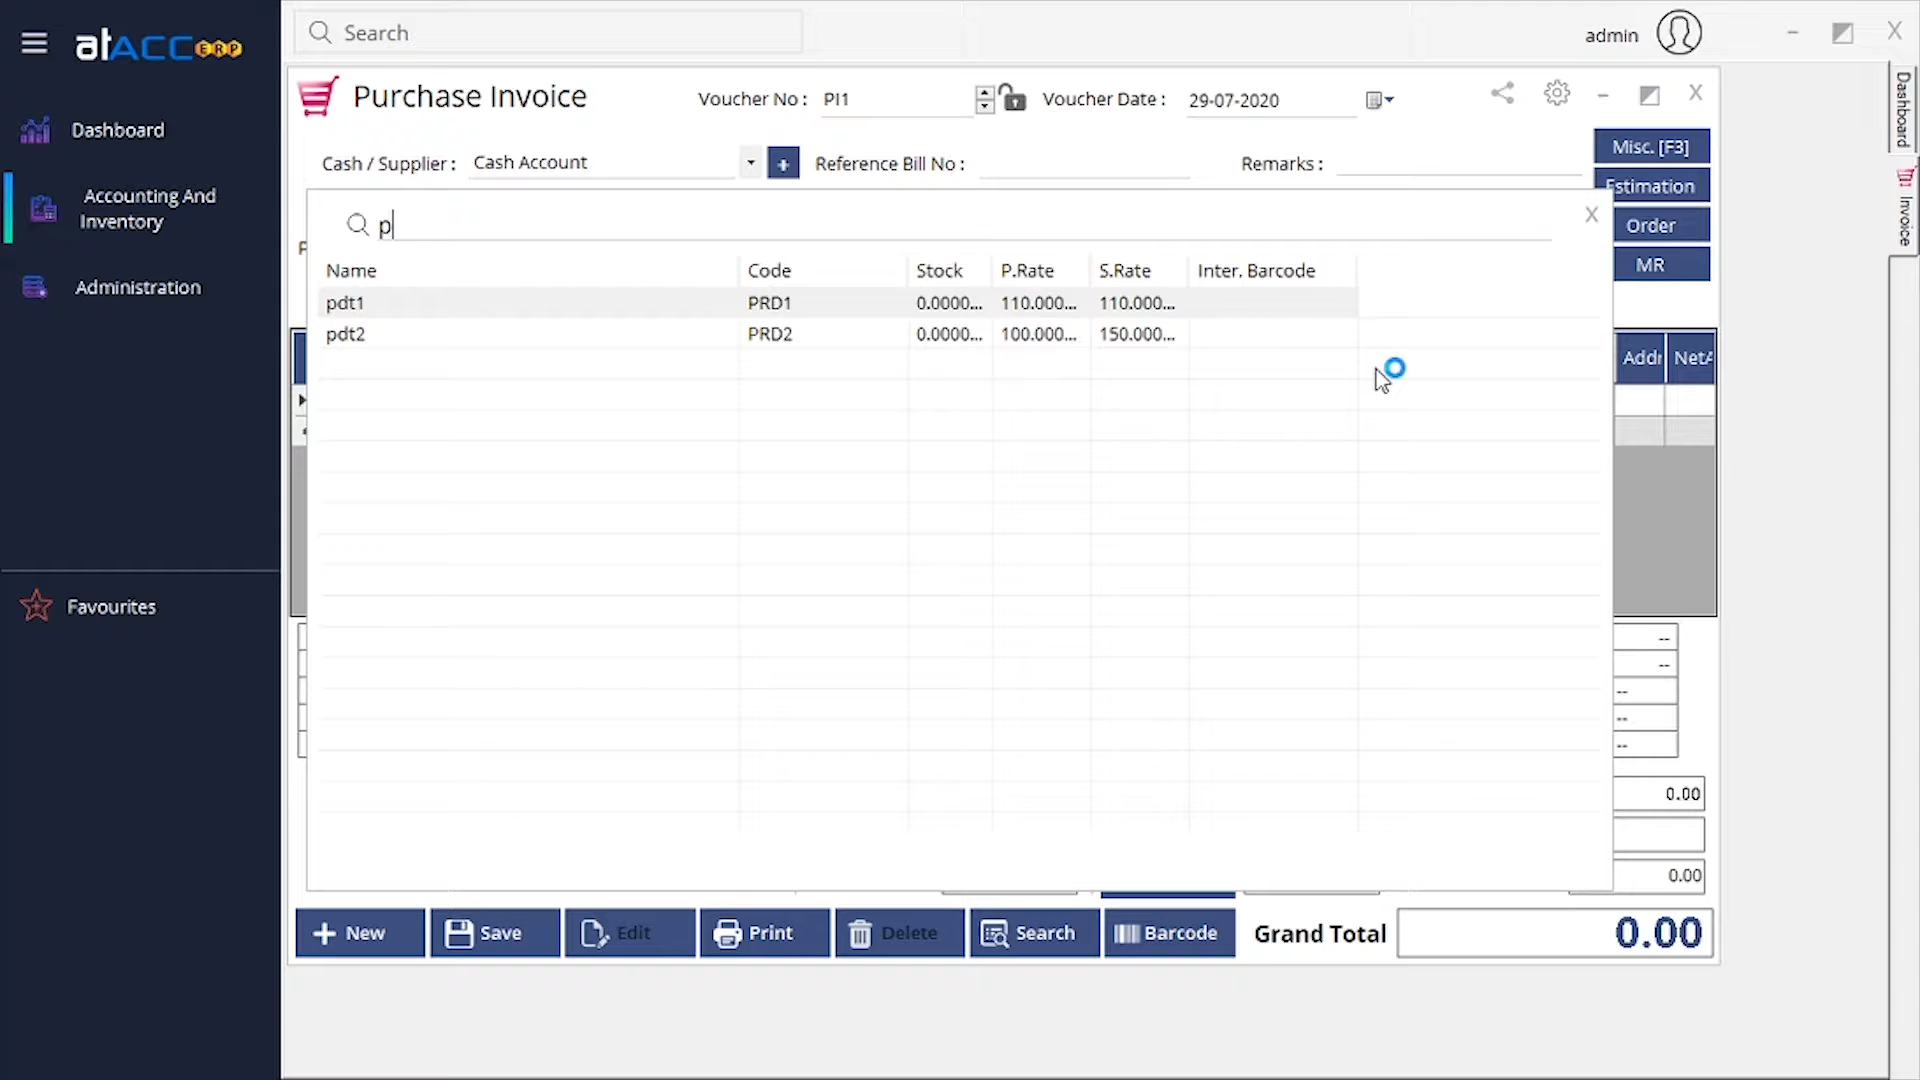 atACC ERP
Search
admin
Dashboard
Accounting And
Inventory
Administration
Favourites
Purchase Invoice
Voucher No : PI1
Voucher Date : 29-07-2020
Cash / Supplier : Cash Account
Reference Bill No :
Remarks :
Misc. [F3]
Estimation
Order
MR
p
X
Name Code Stock P.Rate S.Rate Inter. Barcode
pdt1 PRD1 0.0000... 110.000... 110.000...
pdt2 PRD2 0.0000... 100.000... 150.000...
Addr NetA
--
--
--
--
--
0.00
0.00
New Save Edit Print Delete Search Barcode Grand Total 0.00
Dashboard
Invoice